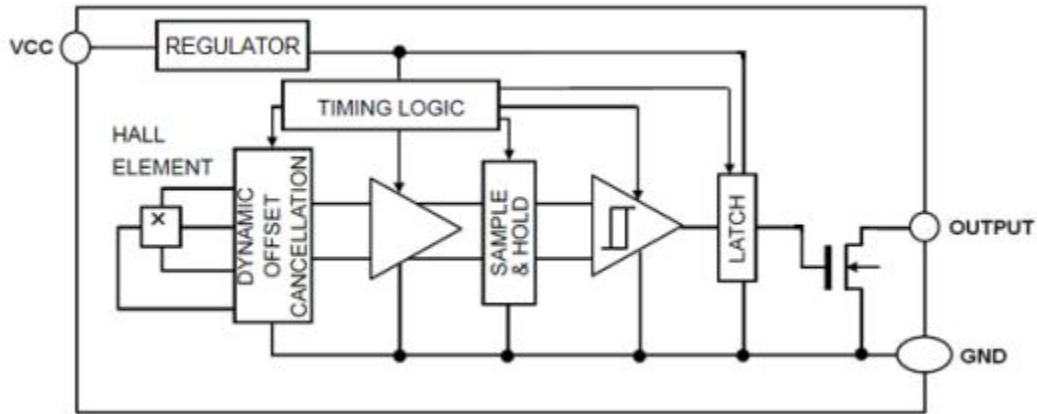 VCC
REGULATOR
TIMING LOGIC
HALL
ELEMENT
×
DYNAMIC
OFFSET
CANCELLATION
SAMPLE
& HOLD
LATCH
OUTPUT
GND